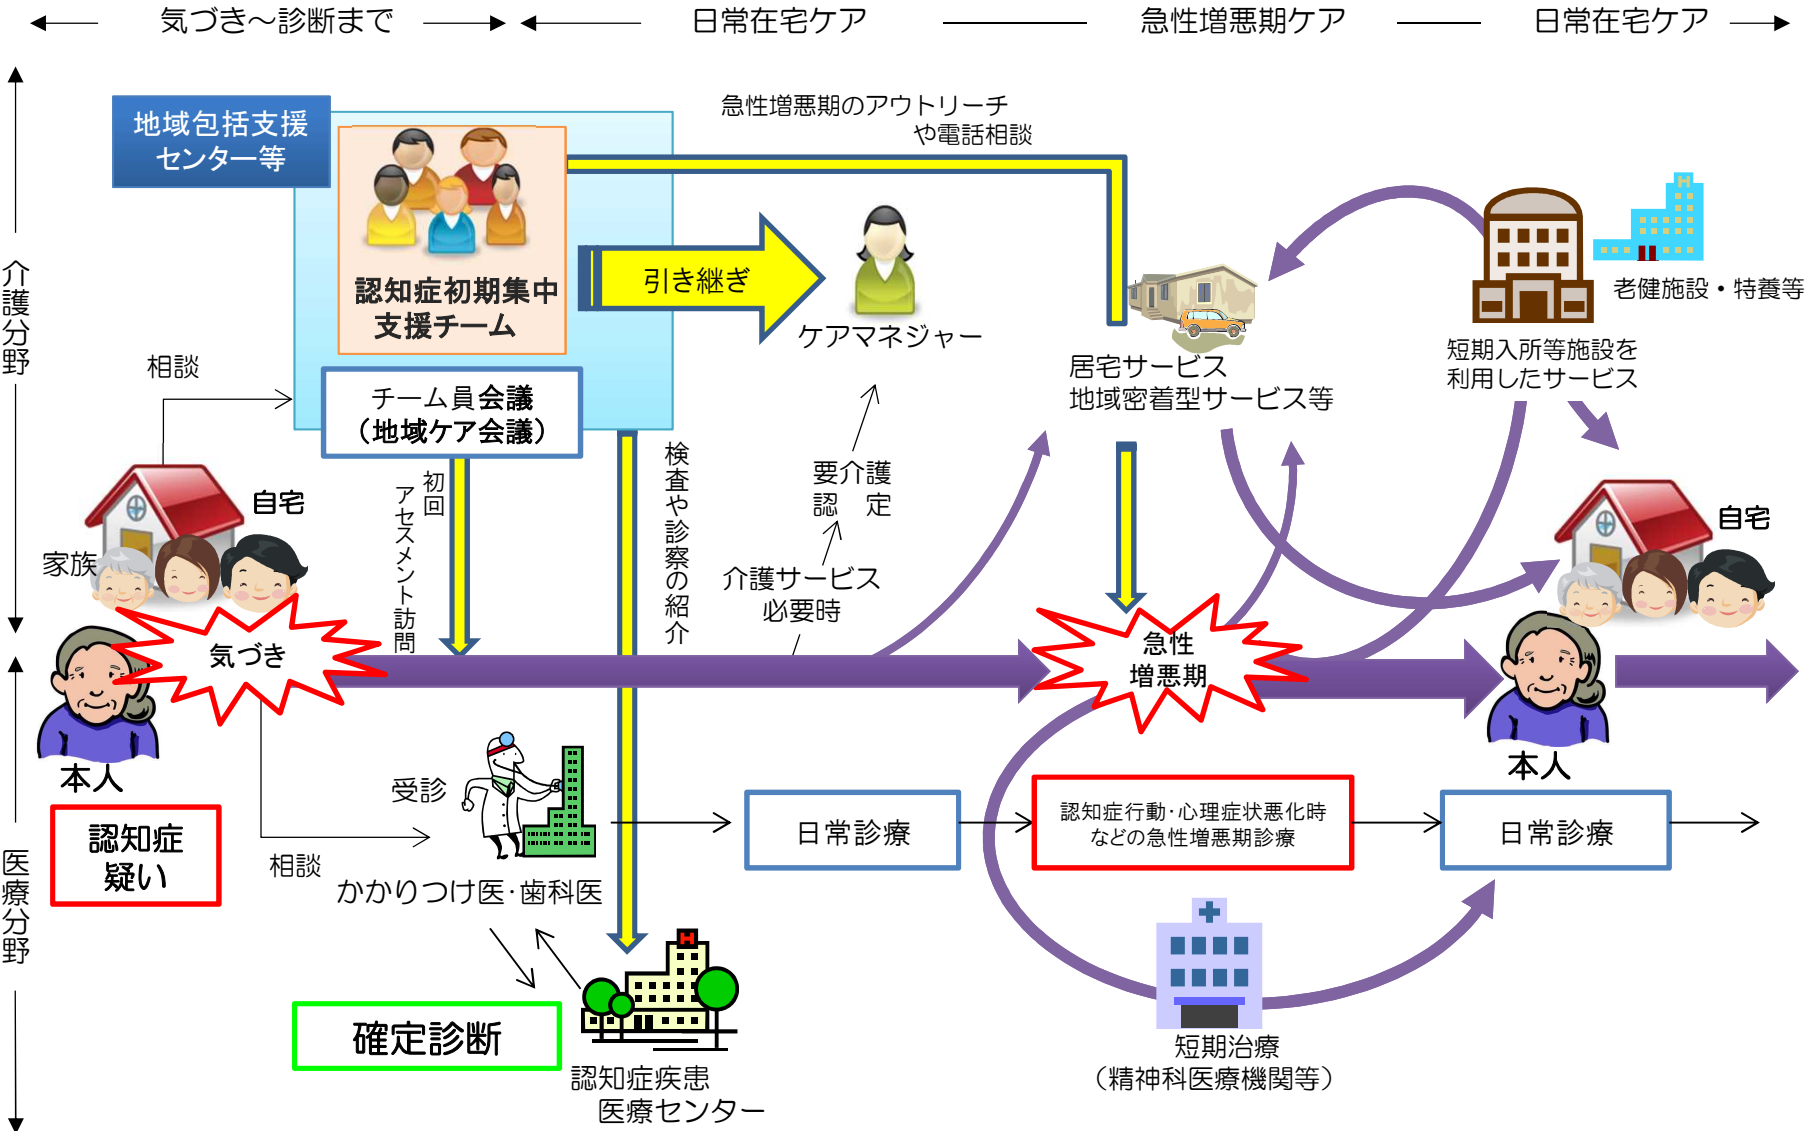 気づき～診断まで
日常在宅ケア
急性増悪期ケア
日常在宅ケア
介護分野
医療分野
地域包括支援
センター等
認知症初期集中
支援チーム
チーム員会議
（地域ケア会議）
急性増悪期のアウトリーチ
や電話相談
引き継ぎ
ケアマネジャー
居宅サービス
地域密着型サービス等
老健施設・特養等
短期入所等施設を
利用したサービス
相談
自宅
家族
初回
アセスメント訪問
検査や診察の紹介
要介護
認　定
介護サービス
必要時
自宅
気づき
急性
増悪期
本人
本人
認知症
疑い
相談
受診
かかりつけ医・歯科医
日常診療
認知症行動・心理症状悪化時
などの急性増悪期診療
日常診療
確定診断
認知症疾患
医療センター
短期治療
（精神科医療機関等）
H
H